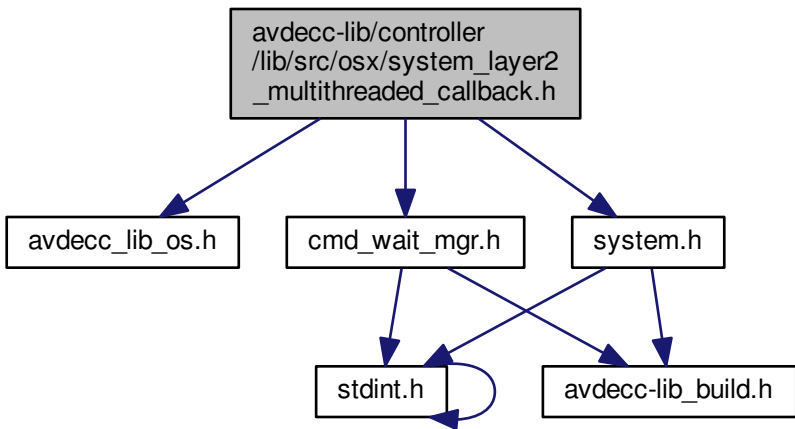 avdecc-lib/controller
/lib/src/osx/system_layer2
_multithreaded_callback.h
avdecc_lib_os.h
cmd_wait_mgr.h
system.h
stdint.h
avdecc-lib_build.h